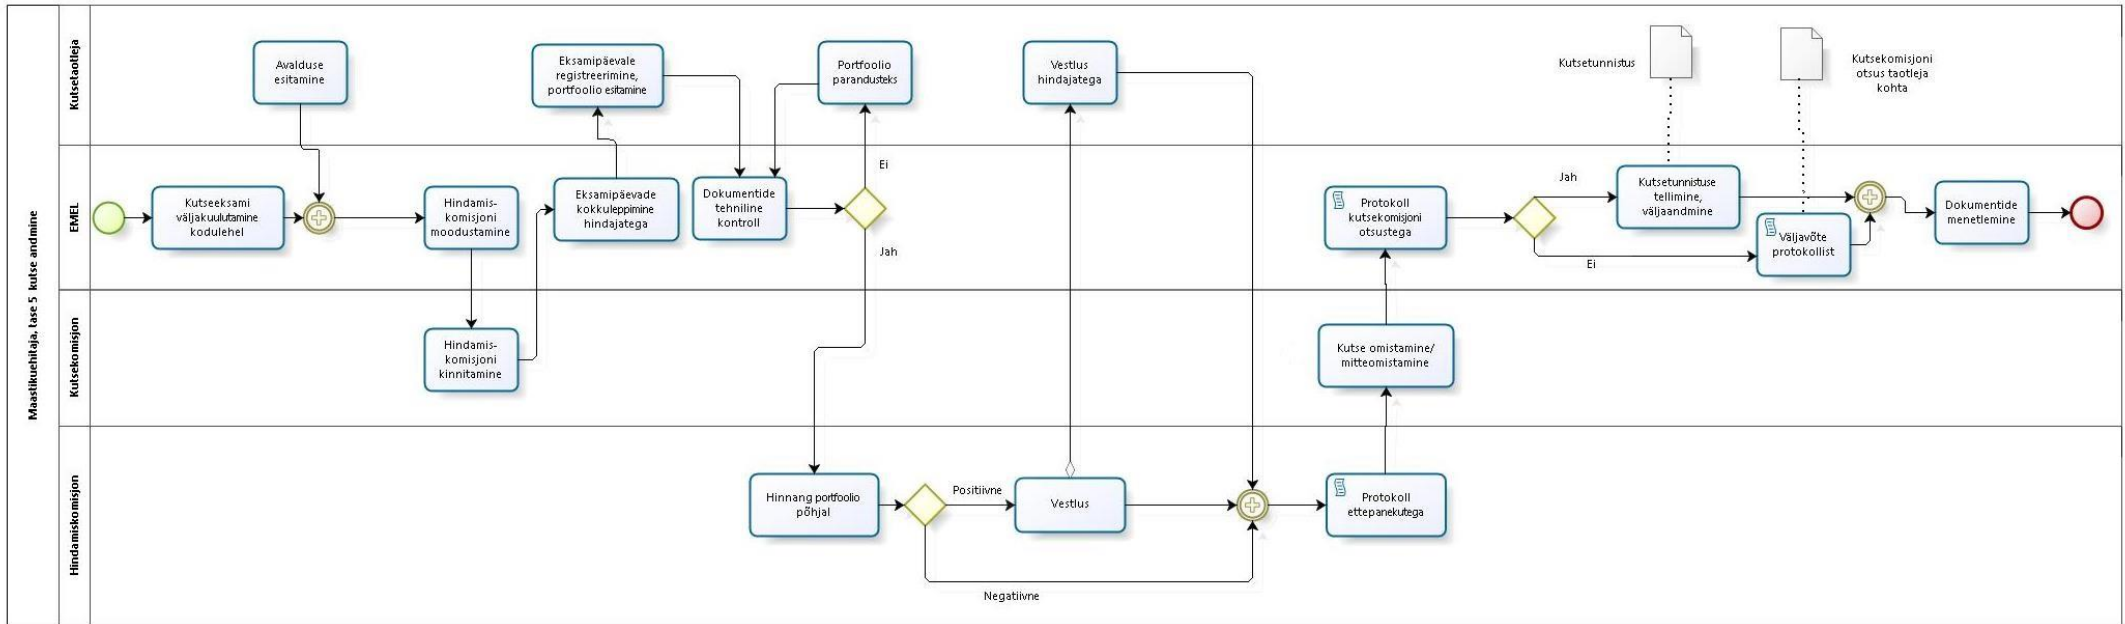 Maastikuehitaja, tase 5 kutse andmine
Kutsetaotleja
Avalduse
esitamine
Eksamipäevale
registreerimine,
portfoolio esitamine
Portfoolio
parandusteks
Vestlus
hindajatega
Kutsetunnistus
Kutsekomisjoni
otsus taotleja
kohta
EMEL
Kutseeksami
väljakuulutamine
kodulehel
Hindamis-
komisjoni
moodustamine
Eksamipäevade
kokkuleppimine
hindajatega
Dokumentide
tehniline
kontroll
Ei
Jah
Protokoll
kutsekomisjoni
otsustega
Jah
Ei
Kutsetunnistuse
tellimine,
väljaandmine
Väljavõte
protokollist
Dokumentide
menetlemine
Kutsekomisjon
Hindamis-
komisjoni
kinnitamine
Kutse omistamine/
mitteomistamine
Hindamiskomisjon
Hinnang portfoolio
põhjal
Positiivne
Negatiivne
Vestlus
Protokoll
ettepanekutega